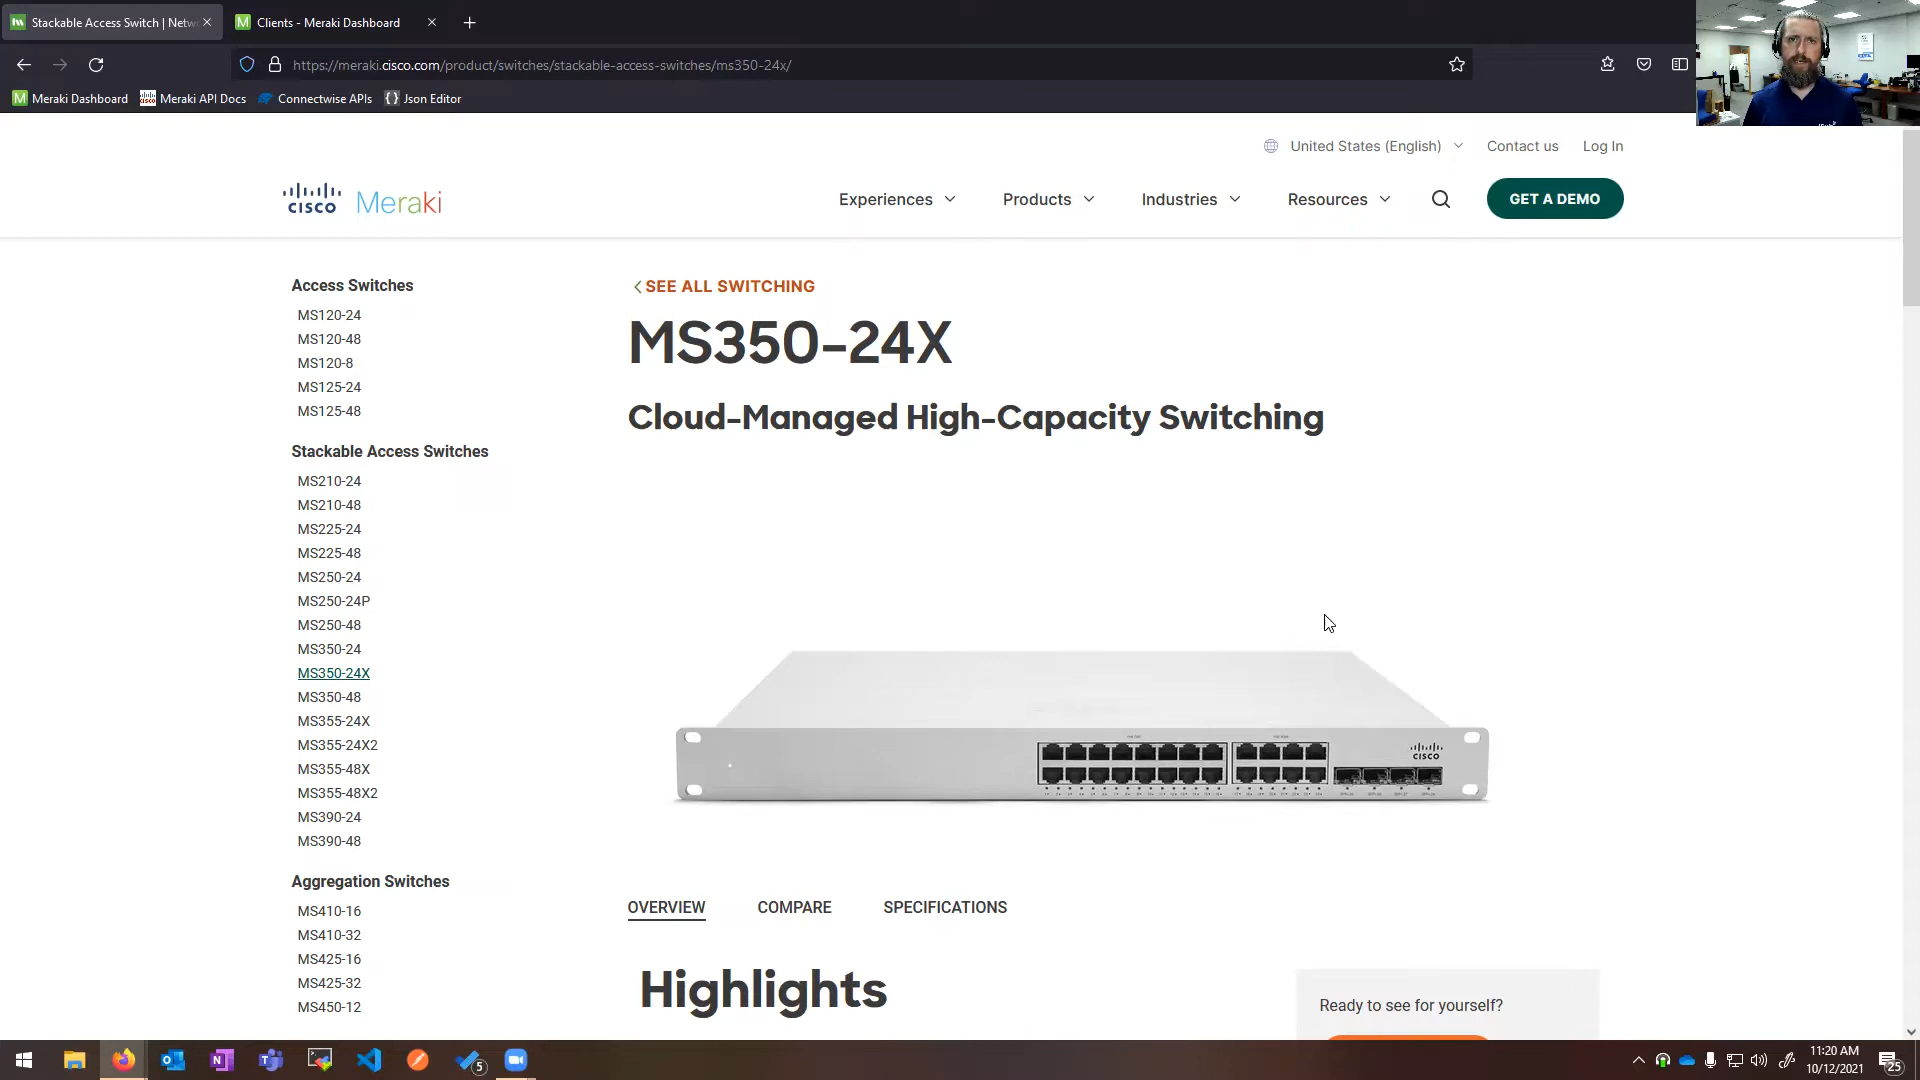 Stackable Access Switch | Netw
Clients - Meraki Dashboard
https://meraki.cisco.com/product/switches/stackable-access-switches/ms350-24x/
Meraki Dashboard
Meraki API Docs
Connectwise APIs
Json Editor
United States (English)
Contact us
Log In
CISCO Meraki
Experiences
Products
Industries
Resources
GET A DEMO
Access Switches
MS120-24
MS120-48
MS120-8
MS125-24
MS125-48
Stackable Access Switches
MS210-24
MS210-48
MS225-24
MS225-48
MS250-24
MS250-24P
MS250-48
MS350-24
MS350-24X
MS350-48
MS355-24X
MS355-24X2
MS355-48X
MS355-48X2
MS390-24
MS390-48
Aggregation Switches
MS410-16
MS410-32
MS425-16
MS425-32
MS450-12
SEE ALL SWITCHING
MS350-24X
Cloud-Managed High-Capacity Switching
CISCO
OVERVIEW
COMPARE
SPECIFICATIONS
Highlights
Ready to see for yourself?
5
11:20 AM
10/12/2021
25